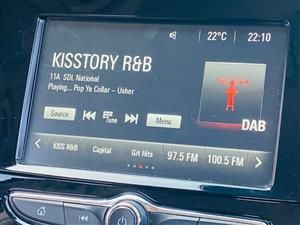 22°C 22:10
KISSTORY R&B
11A SDL National
Playing... Pop Ya Collar – Usher
Source Tune Menu
DAB
KISS R&B Capital Grt Hits 97.5 FM 100.5 FM